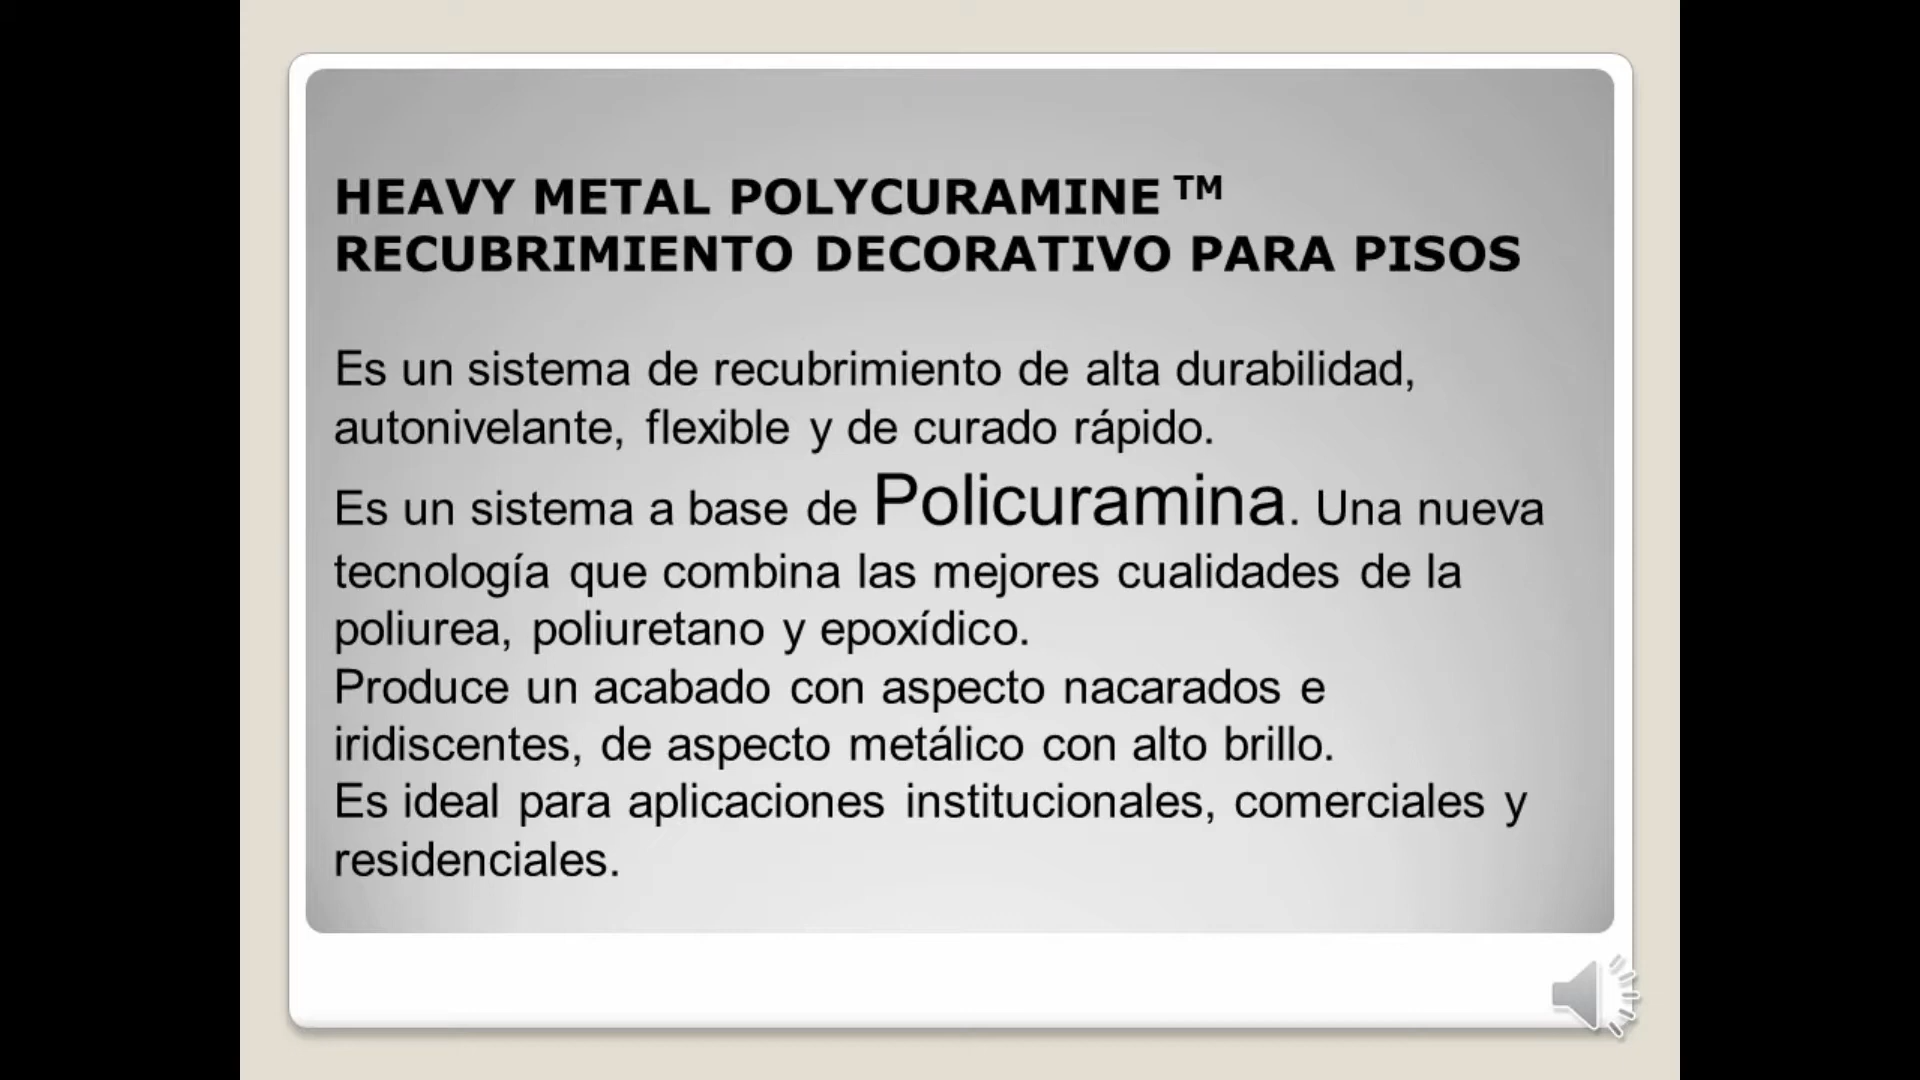 HEAVY METAL POLYCURAMINE TM
RECUBRIMIENTO DECORATIVO PARA PISOS
Es un sistema de recubrimiento de alta durabilidad,
autonivelante, flexible y de curado rápido.
Es un sistema a base de Policuramina. Una nueva
tecnología que combina las mejores cualidades de la
poliurea, poliuretano y epoxídico.
Produce un acabado con aspecto nacarados e
iridiscentes, de aspecto metálico con alto brillo.
Es ideal para aplicaciones institucionales, comerciales y
residenciales.